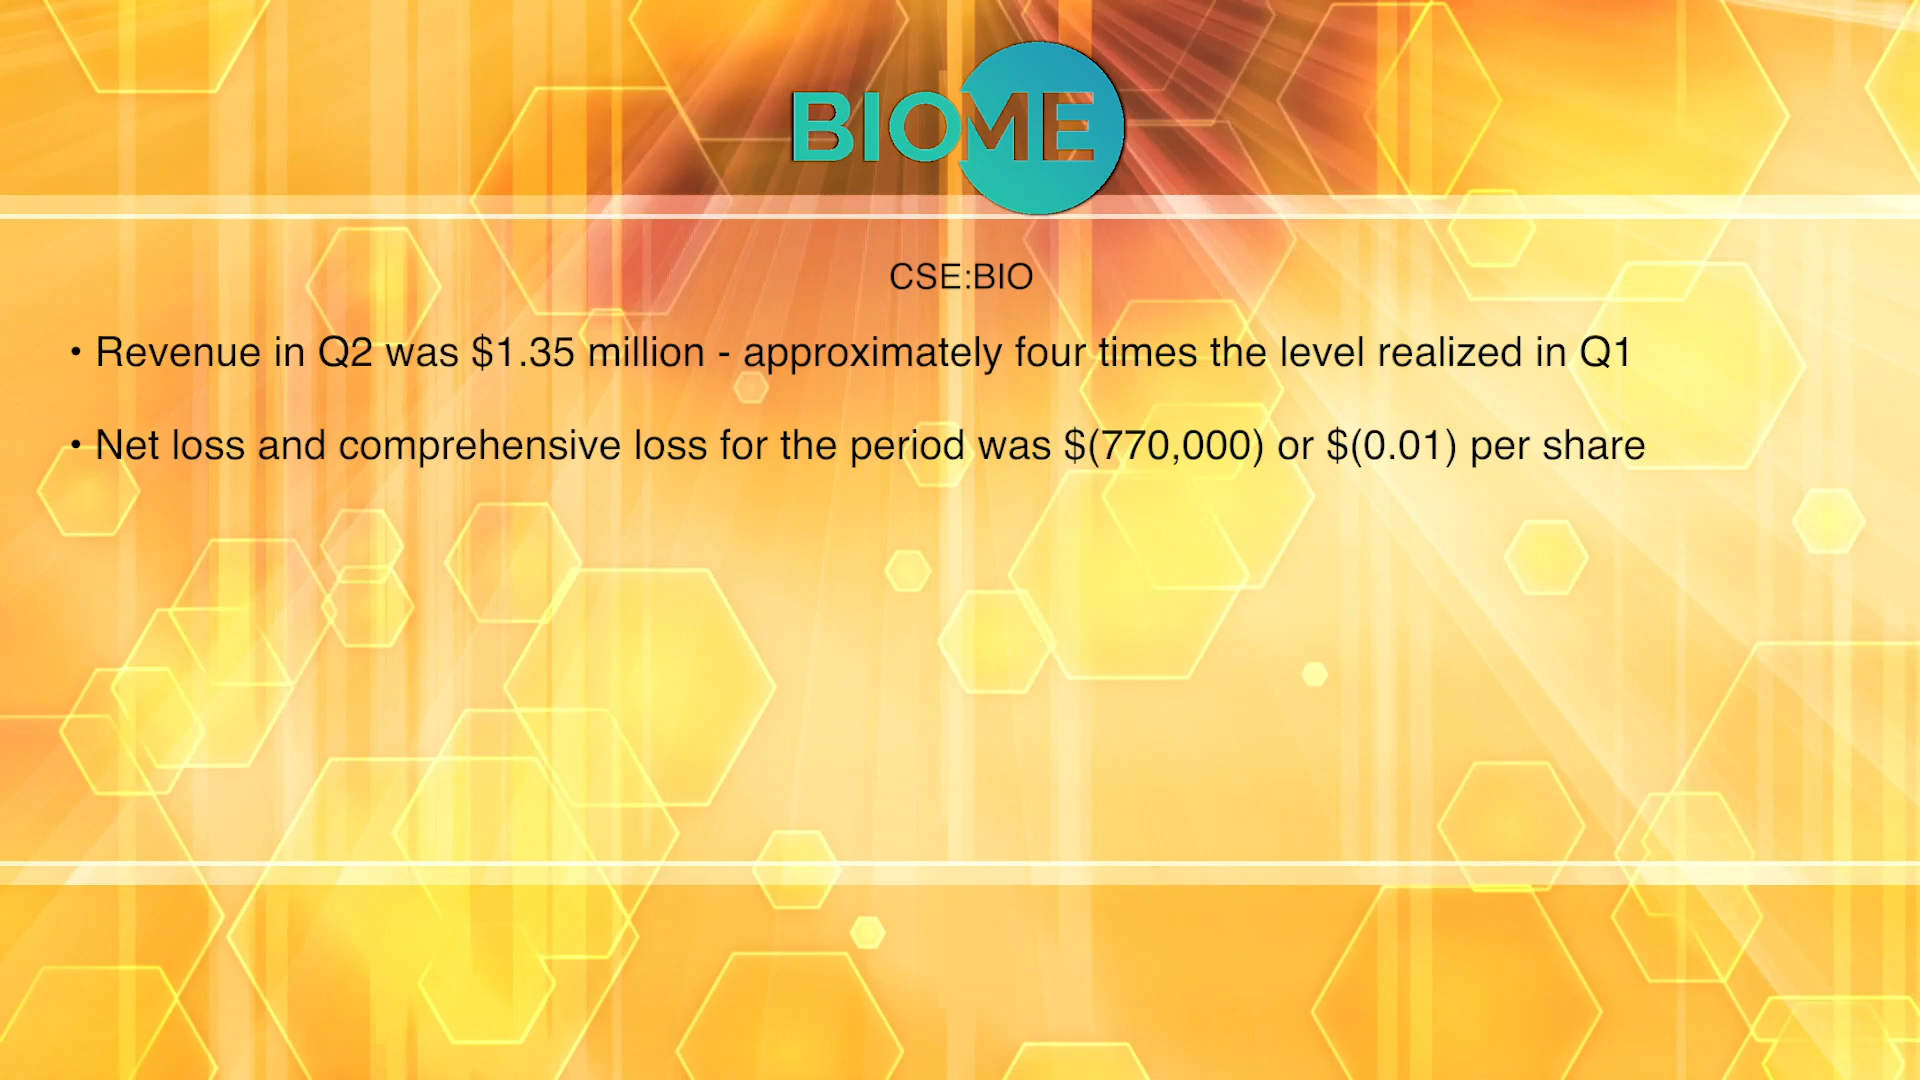 BIOME
CSE:BIO
• Revenue in Q2 was $1.35 million - approximately four times the level realized in Q1
• Net loss and comprehensive loss for the period was $(770,000) or $(0.01) per share